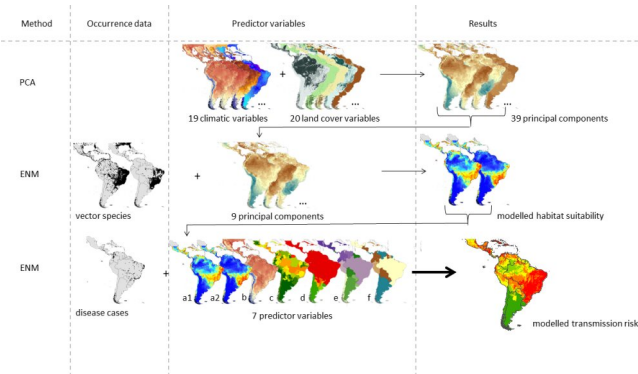 Method
Occurrence data
Predictor variables
Results
PCA
+
...
...
...
19 climatic variables
20 land cover variables
39 principal components
ENM
+
...
vector species
9 principal components
modelled habitat suitability
ENM
+
a1
a2
b
c
d
e
f
disease cases
7 predictor variables
modelled transmission risk